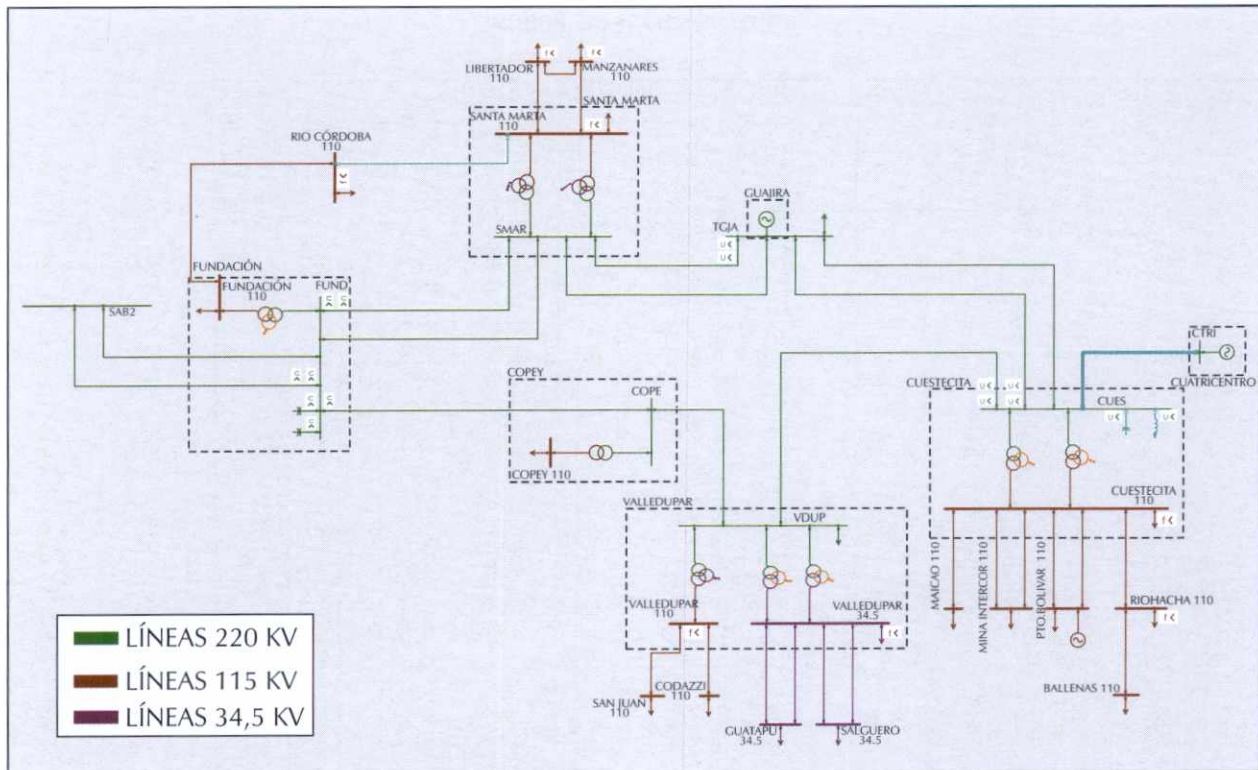 LIBERTADOR
110
MANZANARES
110
SANTA MARTA
SANTA MARTA
110
RIO CÓRDOBA
110
GUAJIRA
TGJA
SMAR
FUNDACIÓN
FUNDACIÓN
110
FUND
SAB2
CTRI
CUATRICENTRO
COPEY
COPE
CUESTECITA
CUES
ICOPEY 110
CUESTECITA
110
VALLEDUPAR
VDUP
MAICAO 110
MINA INTERCOR 110
PTO.BOLIVAR 110
RIOHACHA 110
VALLEDUPAR
110
VALLEDUPAR
34.5
BALLENAS 110
SAN JUAN
110
CODAZZI
110
GUATAPU
34.5
SALGUERO
34.5
LÍNEAS 220 KV
LÍNEAS 115 KV
LÍNEAS 34,5 KV